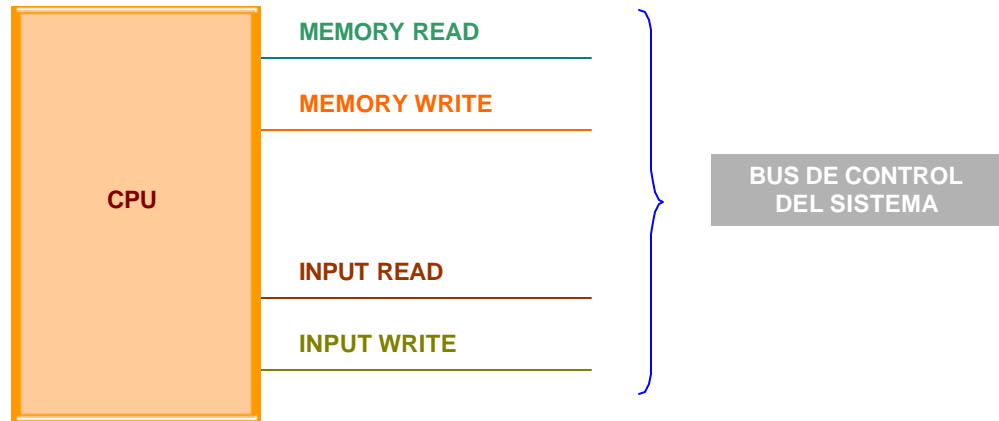 MEMORY READ
MEMORY WRITE
CPU
INPUT READ
INPUT WRITE
BUS DE CONTROL
DEL SISTEMA